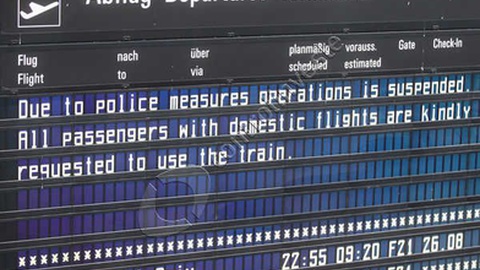 Abflug Departure
Flug nach über planmäßig vorauss. Gate Check-In
Flight to via scheduled estimated
Due to police measures operations is suspended.
All passengers with domestic flights are kindly
requested to use the train.
******************************************
22:55 09:20 F21 26.08